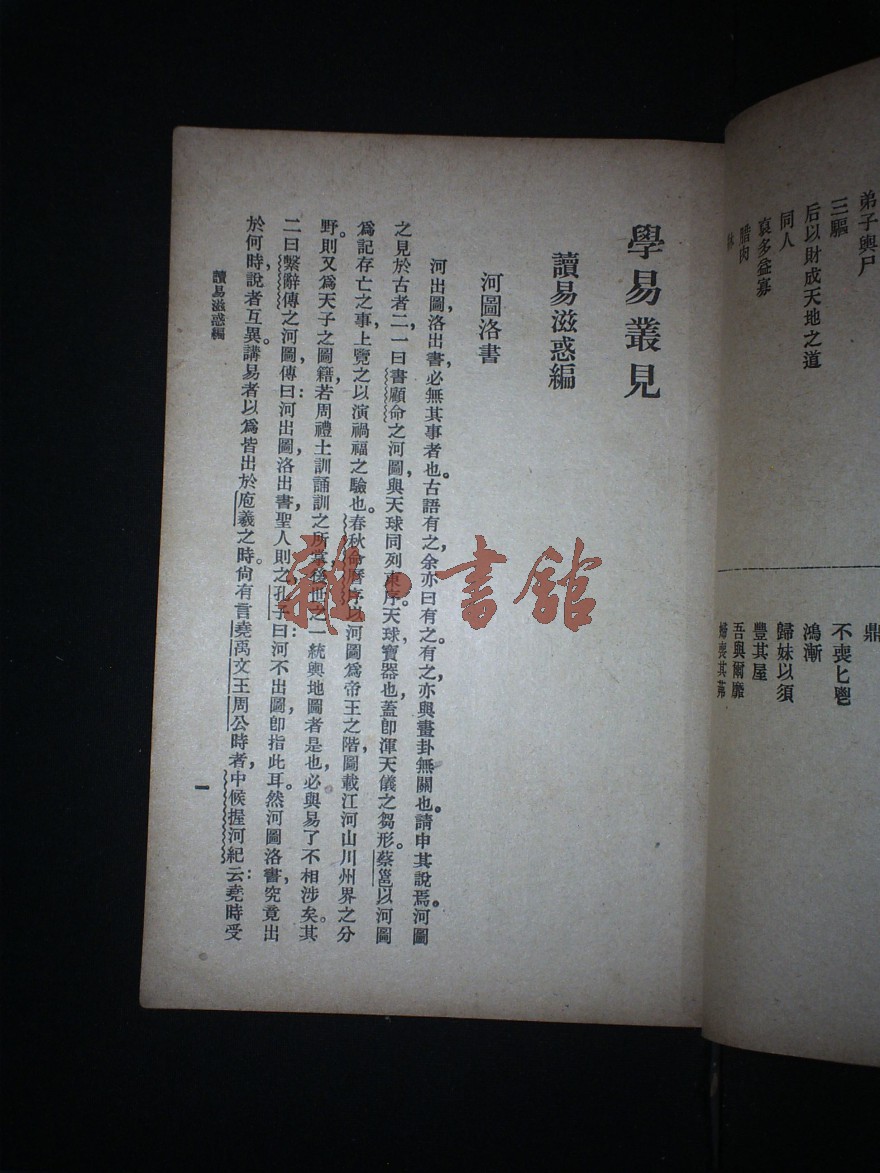 弟子輿尸
三驅
后以財成天地之道
同人
裒多益寡
腊肉
鼎
不喪匕鬯
鴻漸
歸妹以須
豐其屋
吾與爾靡
婦喪其茀
學易叢見
讀易滋惑編
河圖洛書
河出圖洛出書必無其事者也。古語有之余亦曰有之。有之,亦與畫卦無關也。請申其說焉。河圖
之見於古者二,一曰書顧命之河圖,與天球同列東序。天球寶器也,蓋卽渾天儀之芻形。蔡邕以河圖
爲記存亡之事,上覽之以演禍福之驗也。春秋命曆序以河圖爲帝王之階,圖載江河山川州界之分
野。則又爲天子之圖籍,若周禮土訓誦訓之所掌,後世之一統輿地圖者是也,必與易了不相涉矣。其
二曰繫辭傳之河圖,傳曰:河出圖,洛出書,聖人則之,孔子曰:河不出圖,卽指此耳。然河圖洛書,究竟出
於何時,說者互異。講易者以爲皆出於庖羲之時。尙有言堯禹文王周公時者,中候握河紀云:堯時受
讀易滋惑編
一
雜·書館